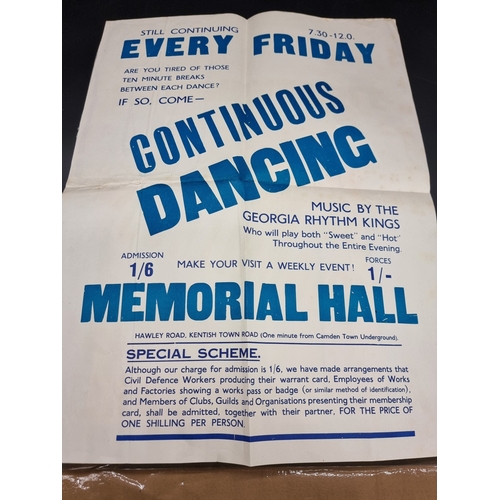 STILL CONTINUING 7.30-12.0.
EVERY FRIDAY
ARE YOU TIRED OF THOSE
TEN MINUTE BREAKS
BETWEEN EACH DANCE?
IF SO, COME—
CONTINUOUS
DANCING
MUSIC BY THE
GEORGIA RHYTHM KINGS
Who will play both "Sweet" and "Hot"
Throughout the Entire Evening.
ADMISSION
1/6
MAKE YOUR VISIT A WEEKLY EVENT!
FORCES
1/-
MEMORIAL HALL
HAWLEY ROAD, KENTISH TOWN ROAD (One minute from Camden Town Underground).
SPECIAL SCHEME.
Although our charge for admission is 1/6, we have made arrangements that
Civil Defence Workers producing their warrant card, Employees of Works
and Factories showing a works pass or badge (or similar method of identification),
and Members of Clubs, Guilds and Organisations presenting their membership
card, shall be admitted, together with their partner, FOR THE PRICE OF
ONE SHILLING PER PERSON.